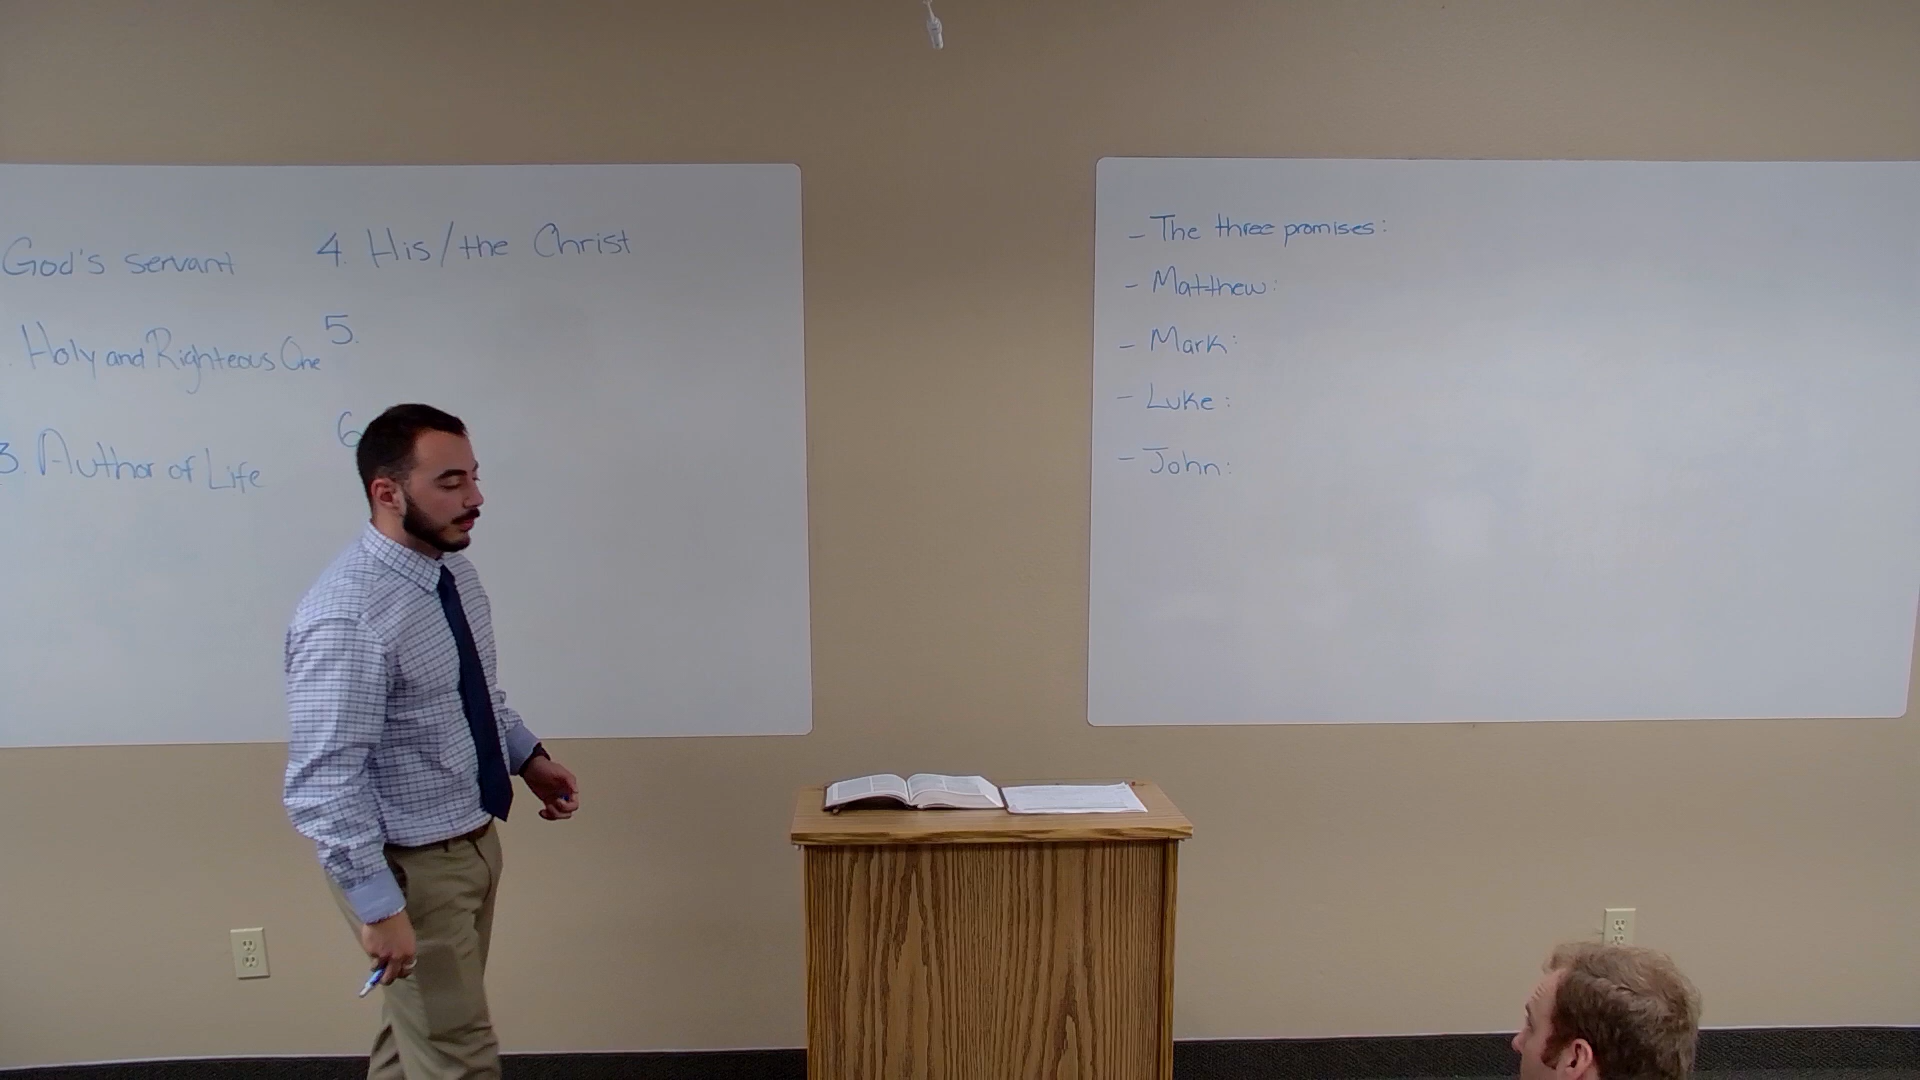 God's servant
Holy and Righteous One
3. Author of Life
4. His/the Christ
5.
6
- The three promises:
- Matthew:
- Mark:
- Luke:
- John: